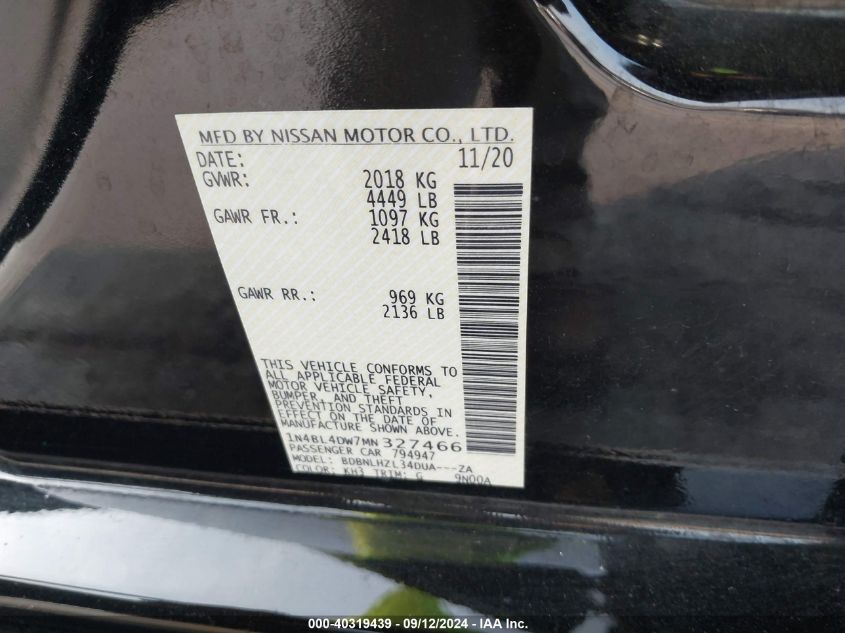 MFD BY NISSAN MOTOR CO., LTD.
DATE: 11/20
GVWR: 2018 KG
4449 LB
GAWR FR.: 1097 KG
2418 LB
GAWR RR.: 969 KG
2136 LB
THIS VEHICLE CONFORMS TO
ALL APPLICABLE FEDERAL
MOTOR VEHICLE SAFETY,
BUMPER, AND THEFT
PREVENTION STANDARDS IN
EFFECT ON THE DATE OF
MANUFACTURE SHOWN ABOVE.
1N4BL4DW7MN327466
PASSENGER CAR 794947
MODEL: BDBNLHZL34DUA---ZA
COLOR: KH3 TRIM: G 9N00A
000-40319439 - 09/12/2024 - IAA Inc.